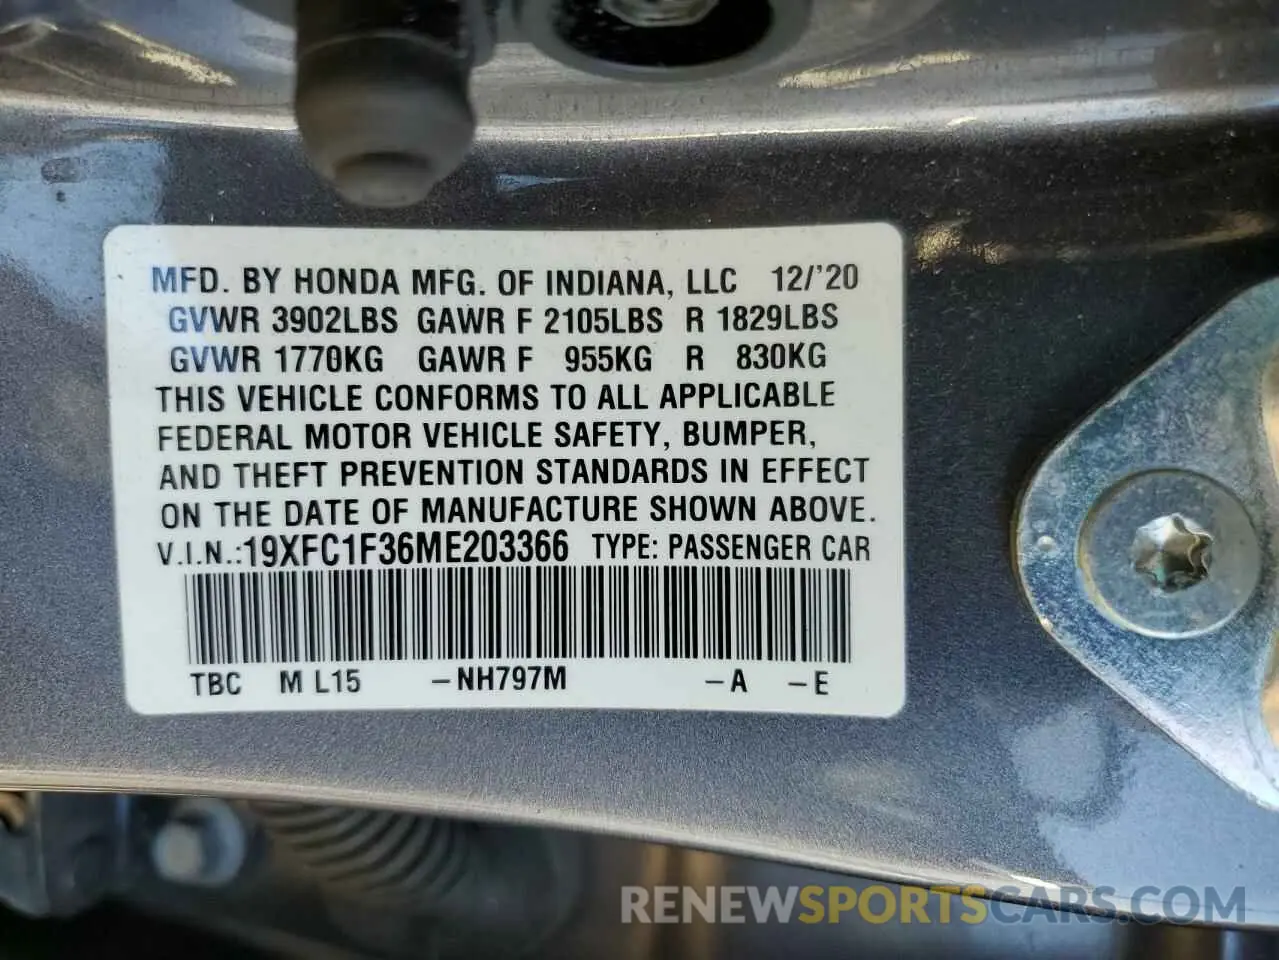 MFD. BY HONDA MFG. OF INDIANA, LLC 12/'20
GVWR 3902LBS GAWR F 2105LBS R 1829LBS
GVWR 1770KG GAWR F 955KG R 830KG
THIS VEHICLE CONFORMS TO ALL APPLICABLE
FEDERAL MOTOR VEHICLE SAFETY, BUMPER,
AND THEFT PREVENTION STANDARDS IN EFFECT
ON THE DATE OF MANUFACTURE SHOWN ABOVE.
V.I.N.:19XFC1F36ME203366 TYPE: PASSENGER CAR
TBC M L15 -NH797M -A -E
RENEWSPORTSCARS.COM